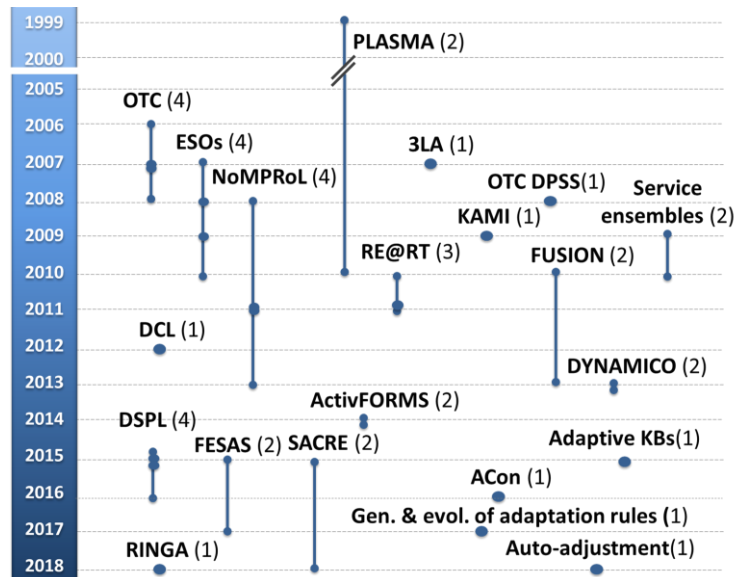 1999
PLASMA (2)
2000
2005
OTC (4)
2006
ESOs (4)
3LA (1)
2007
NoMPRoL (4)
OTC DPSS(1)
Service
ensembles (2)
2008
KAMI (1)
2009
RE@RT (3)
FUSION (2)
2010
2011
DCL (1)
2012
DYNAMICO (2)
2013
ActivFORMS (2)
2014
DSPL (4)
FESAS (2)
SACRE (2)
Adaptive KBs(1)
2015
ACon (1)
2016
Gen. & evol. of adaptation rules (1)
2017
RINGA (1)
Auto-adjustment(1)
2018